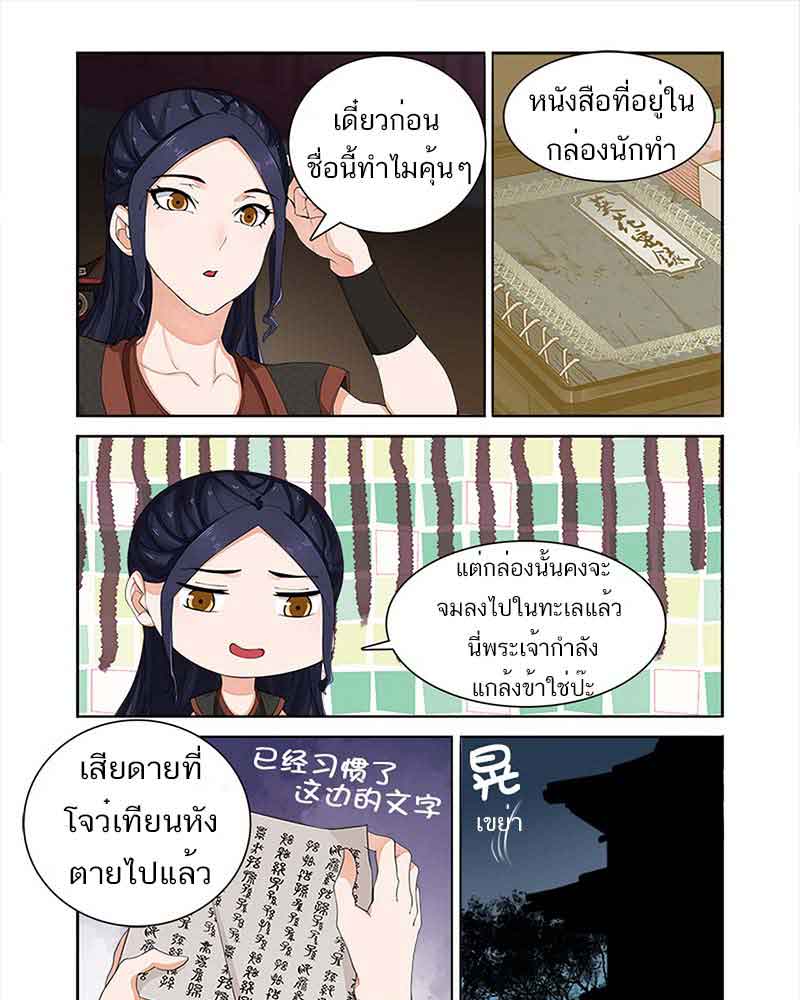 เดี๋ยวก่อน
ชื่อนี้ทำไมคุ้นๆ
หนังสือที่อยู่ใน
กล่องนักทำ
葵花宝录
แต่กล่องนั้นคงจะ
จมลงไปในทะเลแล้ว
นี่พระเจ้ากำลัง
แกล้งข้าใช่ป๊ะ
เสียดายที่
โจว๋เทียนหัง
ตายไปแล้ว
已经习惯了
这边的文字
晃
เขย่า